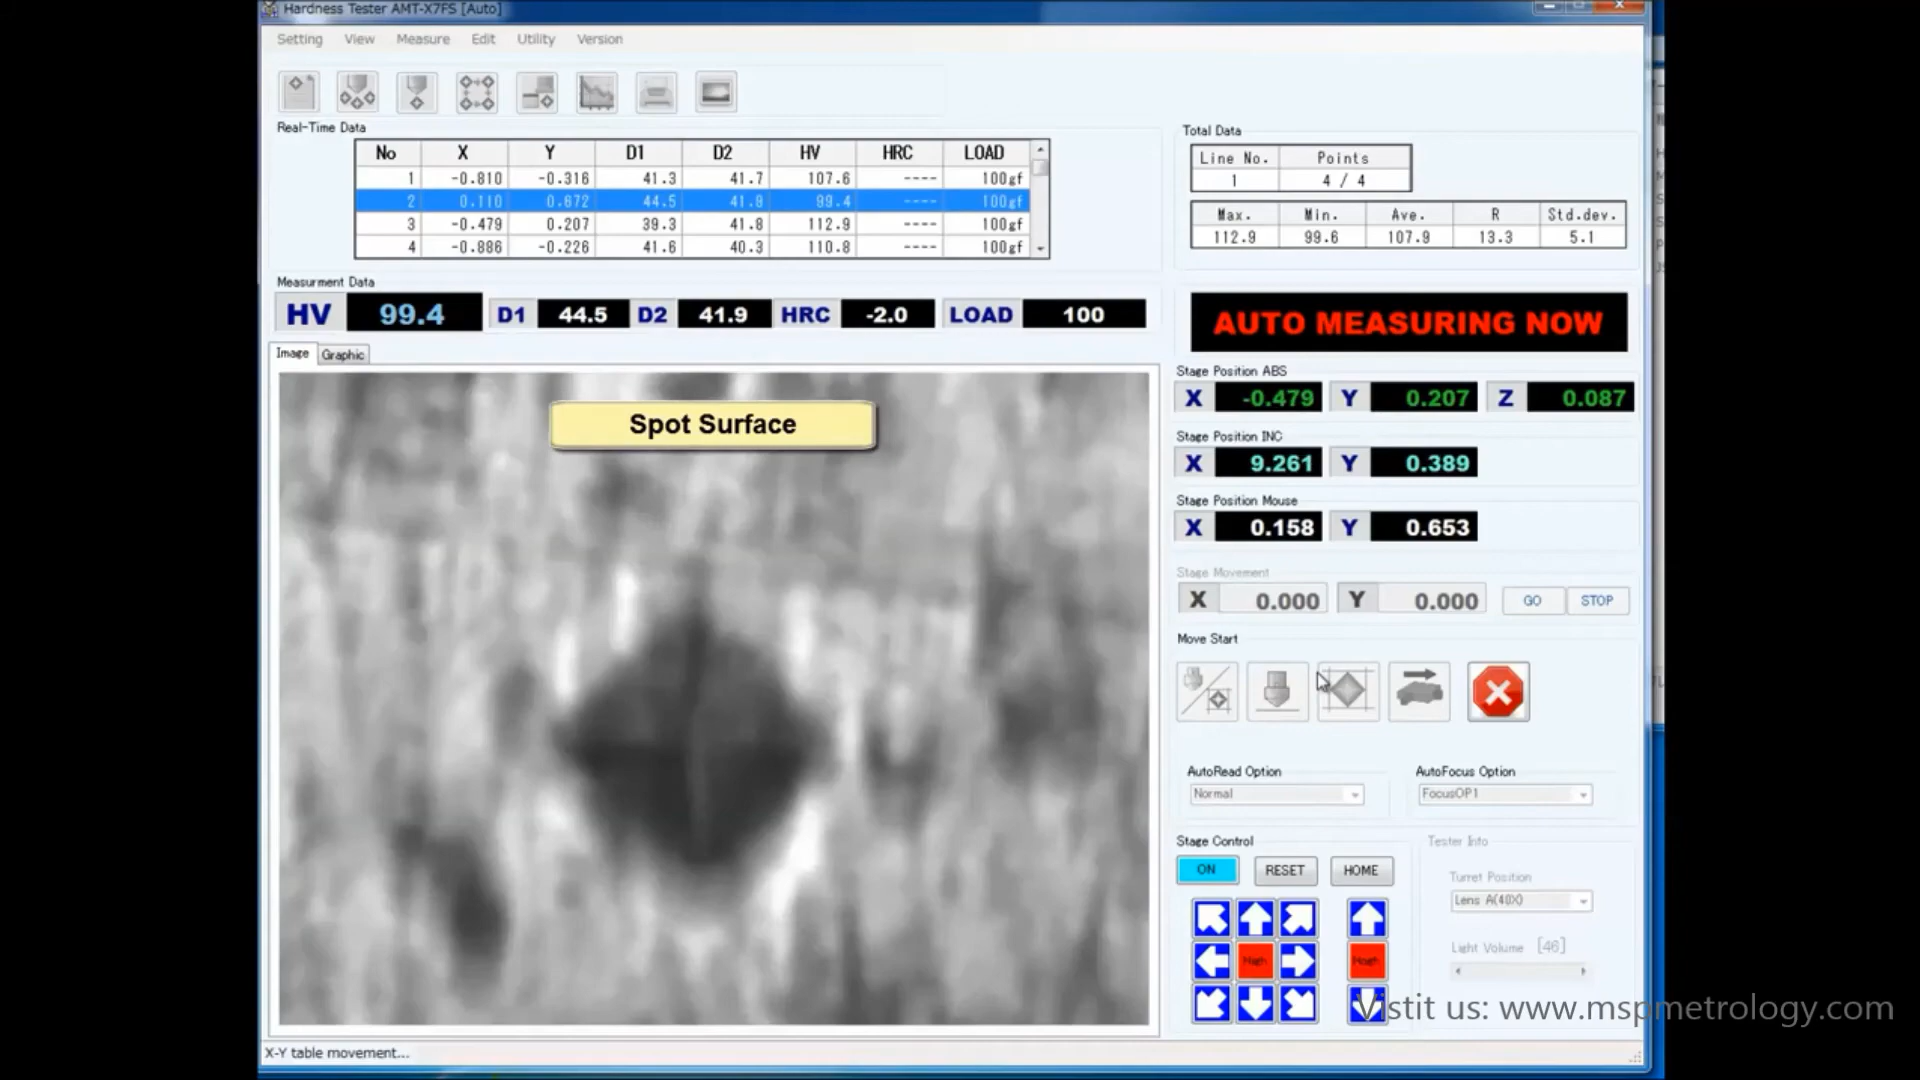 Hardness Tester AMT-X7FS [Auto]
Setting View Measure Edit Utility Version
Real-Time Data
No X Y D1 D2 HV HRC LOAD
1 -0.810 -0.316 41.3 41.7 107.6 ---- 100gf
2 0.110 0.672 44.5 41.9 99.4 ---- 100gf
3 -0.479 0.207 39.3 41.8 112.9 ---- 100gf
4 -0.886 -0.226 41.6 40.3 110.8 ---- 100gf
Total Data
Line No. Points
1 4 / 4
Max. Min. Ave. R Std.dev.
112.9 99.6 107.9 13.3 5.1
Measurment Data
HV 99.4 D1 44.5 D2 41.9 HRC -2.0 LOAD 100
AUTO MEASURING NOW
Image Graphic
Spot Surface
Stage Position ABS
X -0.479 Y 0.207 Z 0.087
Stage Position INC
X 9.261 Y 0.389
Stage Position Mouse
X 0.158 Y 0.653
Stage Movement
X 0.000 Y 0.000 GO STOP
Move Start
AutoRead Option AutoFocus Option
Normal FocusOP1
Stage Control Tester Info
ON RESET HOME
Turret Position
Lens A(40X)
Light Volume [46]
Vistit us: www.mspmetrology.com
X-Y table movement...